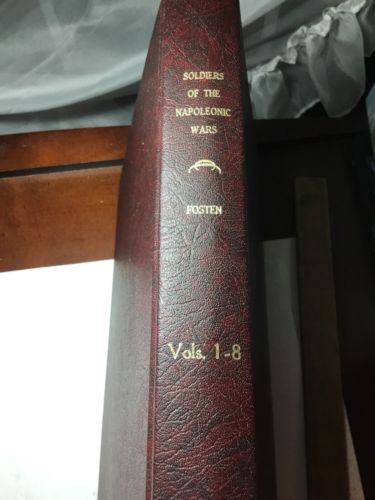 SOLDIERS
OF THE
NAPOLEONIC
WARS
FOSTEN
Vols. 1-8